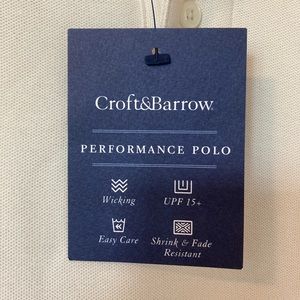 Croft&Barrow
PERFORMANCE POLO
Wicking
UPF 15+
Easy Care
Shrink & Fade
Resistant